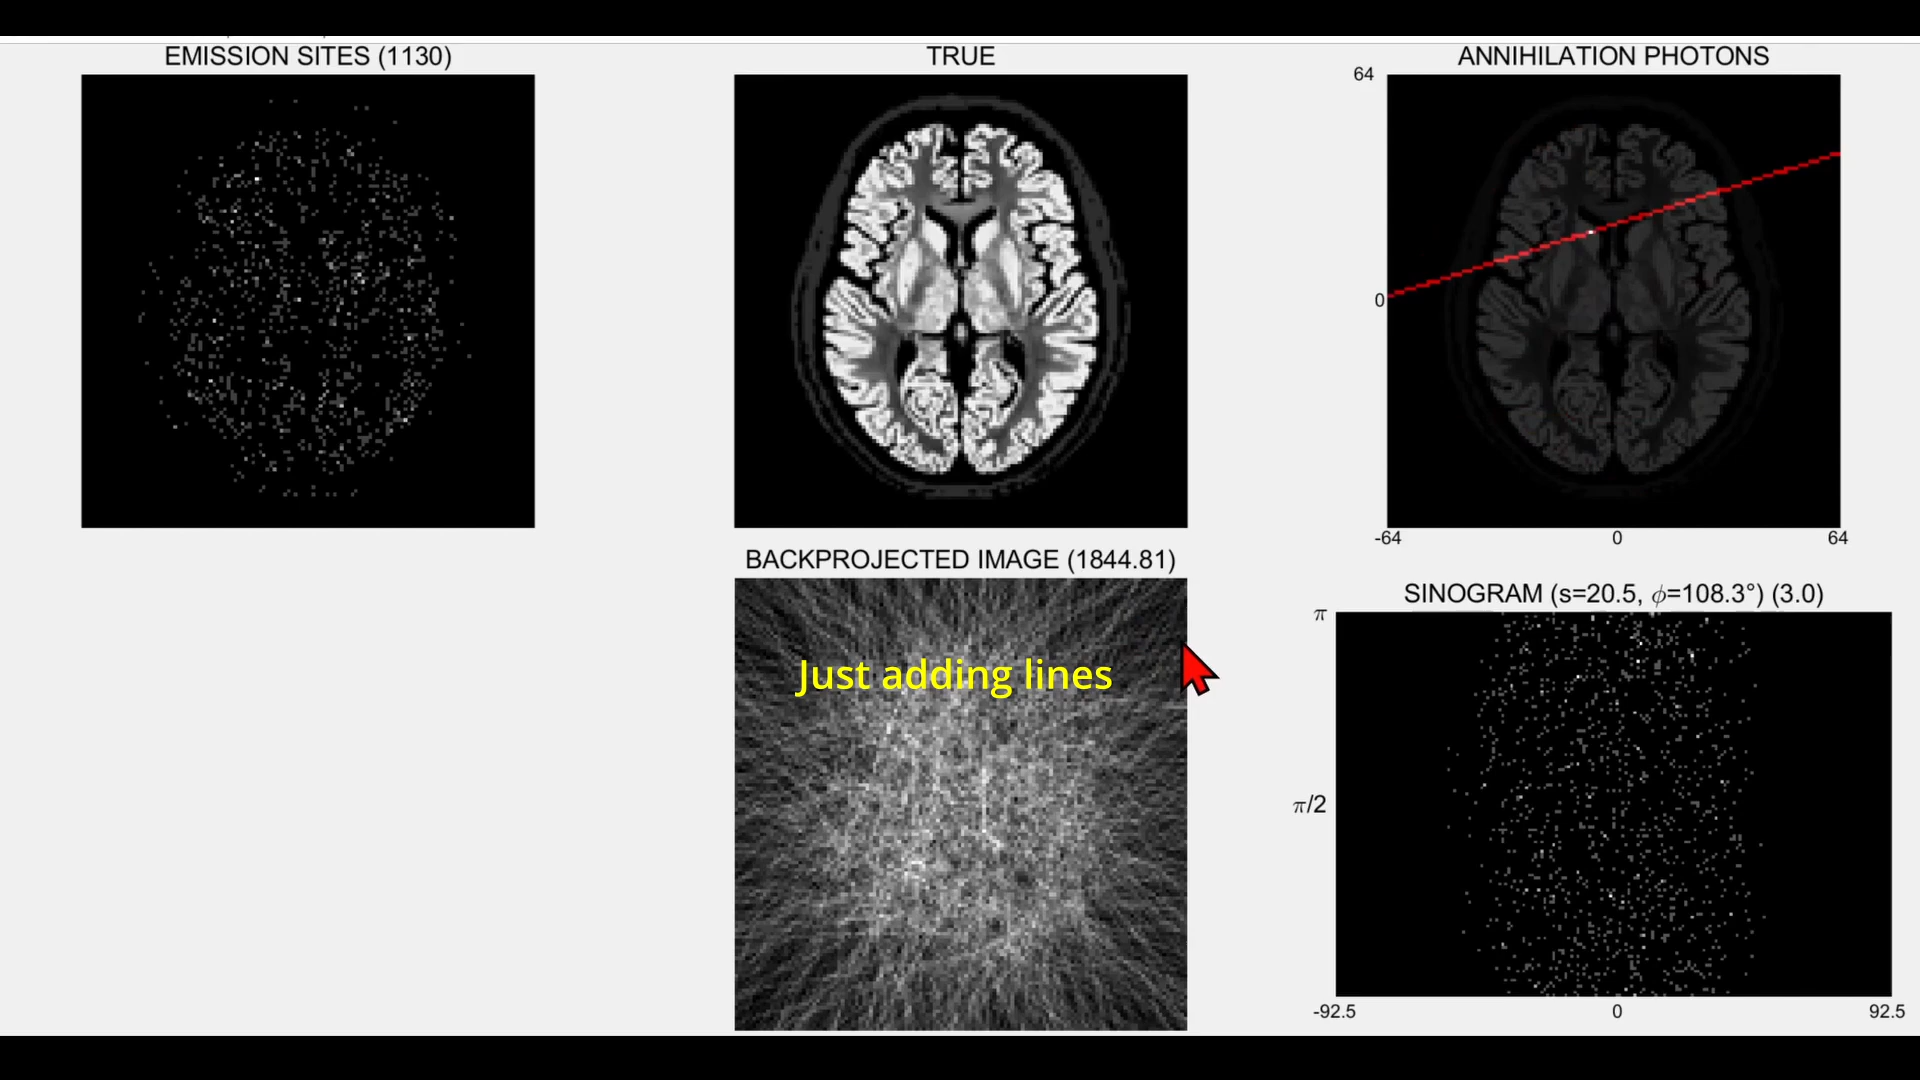 EMISSION SITES (1130)
TRUE
ANNIHILATION PHOTONS
64
0
-64
0
64
BACKPROJECTED IMAGE (1844.81)
Just adding lines
SINOGRAM (s=20.5, ϕ=108.3°) (3.0)
π
π/2
-92.5
0
92.5